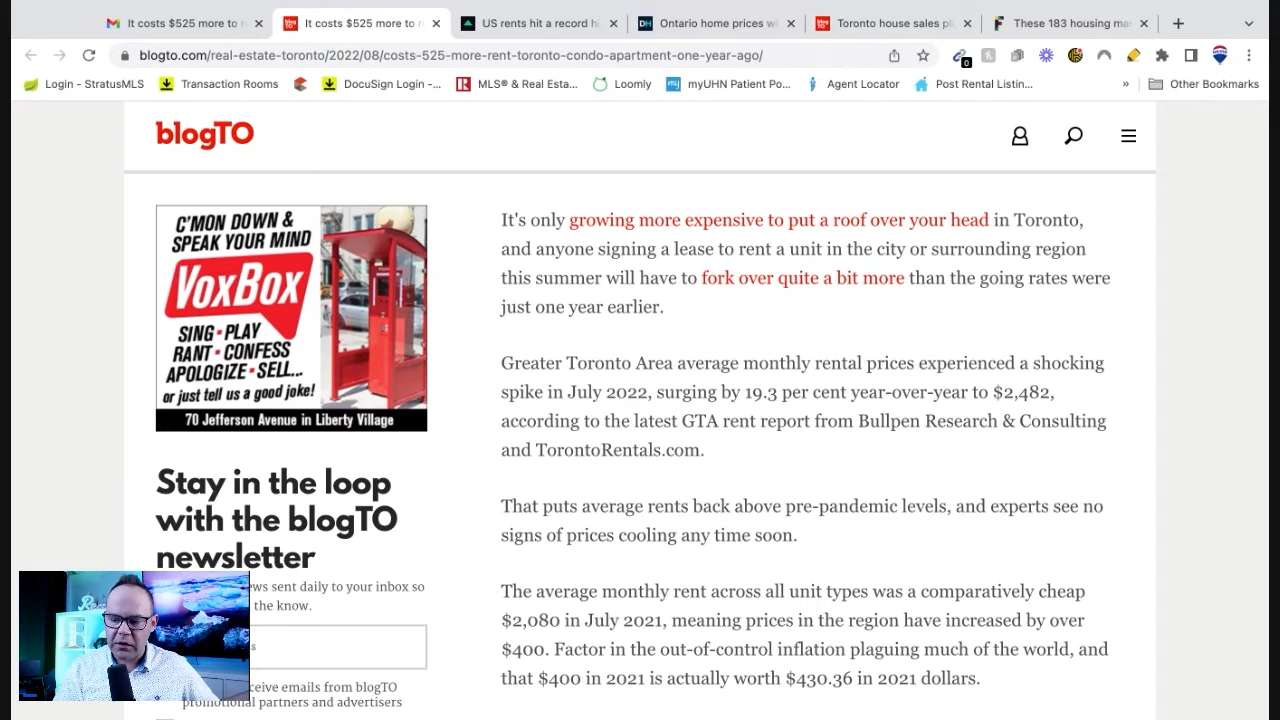 It costs $525 more to r
It costs $525 more to r
US rents hit a record h
Ontario home prices wi
Toronto house sales pl
These 183 housing ma
blogto.com/real-estate-toronto/2022/08/costs-525-more-rent-toronto-condo-apartment-one-year-ago/
0
Login - StratusMLS
Transaction Rooms
DocuSign Login -...
MLS® & Real Esta...
Loomly
myUHN Patient Po...
Agent Locator
Post Rental Listin...
»
Other Bookmarks
blogTO
C'MON DOWN &
SPEAK YOUR MIND
VoxBox
SING · PLAY
RANT · CONFESS
APOLOGIZE · SELL...
or just tell us a good joke!
70 Jefferson Avenue in Liberty Village
Stay in the loop
with the blogTO
newsletter
ws sent daily to your inbox so
the know.
s
ceive emails from blogTO
promotional partners and advertisers
It's only growing more expensive to put a roof over your head in Toronto,
and anyone signing a lease to rent a unit in the city or surrounding region
this summer will have to fork over quite a bit more than the going rates were
just one year earlier.
Greater Toronto Area average monthly rental prices experienced a shocking
spike in July 2022, surging by 19.3 per cent year-over-year to $2,482,
according to the latest GTA rent report from Bullpen Research & Consulting
and TorontoRentals.com.
That puts average rents back above pre-pandemic levels, and experts see no
signs of prices cooling any time soon.
The average monthly rent across all unit types was a comparatively cheap
$2,080 in July 2021, meaning prices in the region have increased by over
$400. Factor in the out-of-control inflation plaguing much of the world, and
that $400 in 2021 is actually worth $430.36 in 2021 dollars.